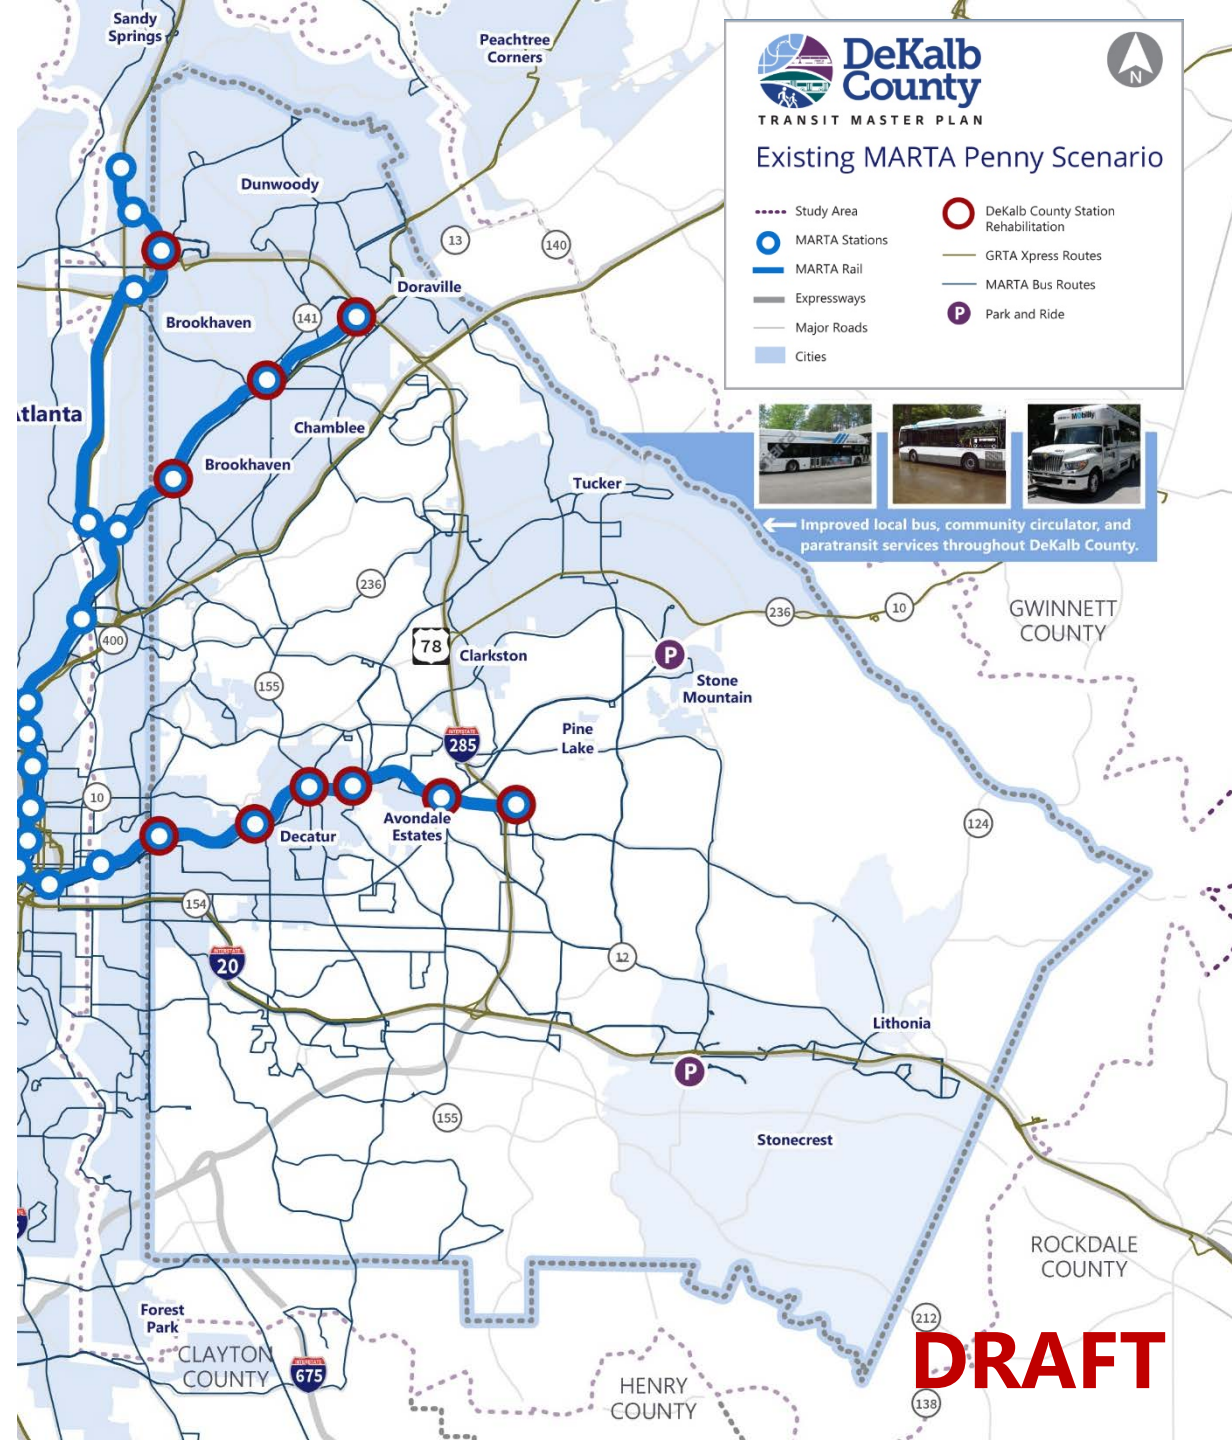 Sandy
Springs
Peachtree
Corners
DeKalb
County
TRANSIT MASTER PLAN
N
Existing MARTA Penny Scenario
Study Area
MARTA Stations
MARTA Rail
Expressways
Major Roads
Cities
DeKalb County Station
Rehabilitation
GRTA Xpress Routes
MARTA Bus Routes
P
Park and Ride
Dunwoody
13
140
Doraville
141
Brookhaven
tlanta
Chamblee
Brookhaven
Tucker
Improved local bus, community circulator, and
paratransit services throughout DeKalb County.
236
236
10
GWINNETT
COUNTY
400
78
Clarkston
P
Stone
Mountain
155
Pine
Lake
INTERSTATE
285
10
124
Avondale
Estates
Decatur
154
INTERSTATE
20
12
Lithonia
P
155
Stonecrest
ROCKDALE
COUNTY
Forest
Park
212
DRAFT
CLAYTON
COUNTY
INTERSTATE
675
HENRY
COUNTY
138